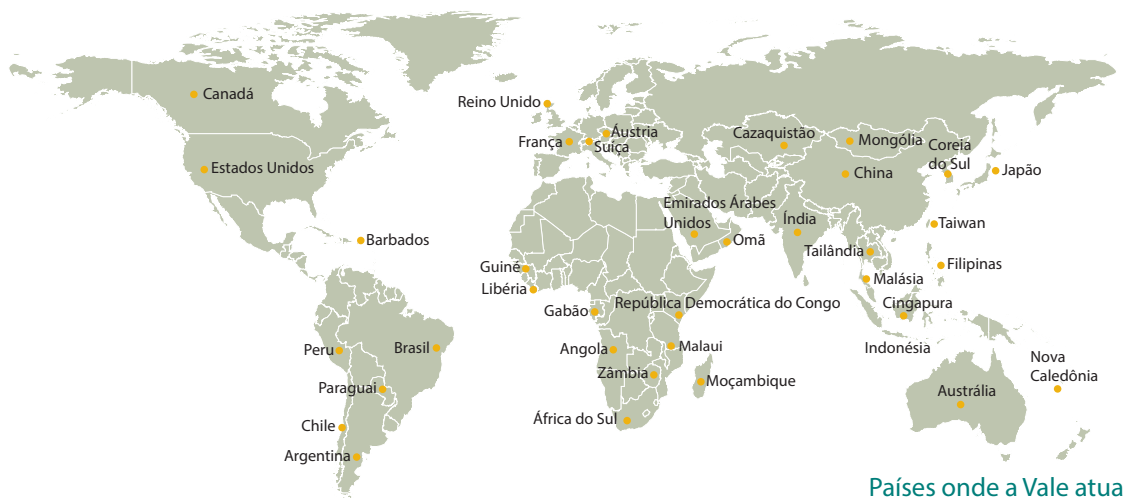 Canadá
Reino Unido
Áustria
Cazaquistão
Mongólia
Coreia
do Sul
França
Suíça
Estados Unidos
China
Japão
Emirados Árabes
Unidos
Índia
Taiwan
Barbados
Omã
Tailândia
Filipinas
Guiné
Malásia
Libéria
República Democrática do Congo
Cingapura
Gabão
Peru
Brasil
Angola
Malaui
Indonésia
Nova
Caledônia
Zâmbia
Moçambique
Paraguai
Austrália
Chile
África do Sul
Argentina
Países onde a Vale atua